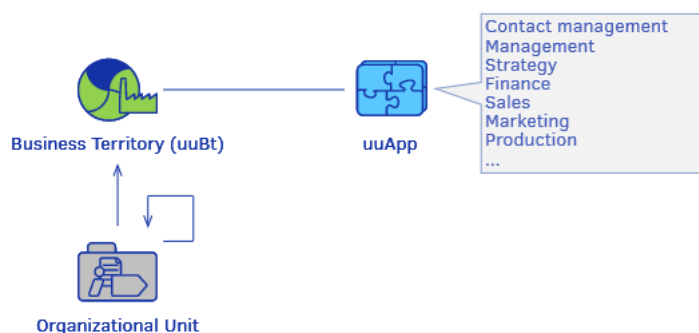 Contact management
Management
Strategy
Finance
Sales
Marketing
Production
...
Business Territory (uuBt)
uuApp
Organizational Unit